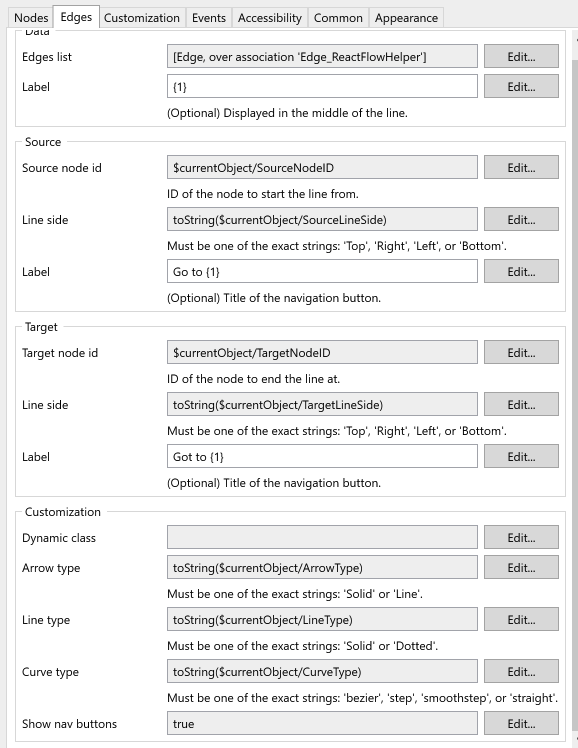 Nodes Edges Customization Events Accessibility Common Appearance
Data
Edges list [Edge, over association 'Edge_ReactFlowHelper'] Edit...
Label {1} Edit...
(Optional) Displayed in the middle of the line.
Source
Source node id $currentObject/SourceNodeID Edit...
ID of the node to start the line from.
Line side toString($currentObject/SourceLineSide) Edit...
Must be one of the exact strings: 'Top', 'Right', 'Left', or 'Bottom'.
Label Go to {1} Edit...
(Optional) Title of the navigation button.
Target
Target node id $currentObject/TargetNodeID Edit...
ID of the node to end the line at.
Line side toString($currentObject/TargetLineSide) Edit...
Must be one of the exact strings: 'Top', 'Right', 'Left', or 'Bottom'.
Label Got to {1} Edit...
(Optional) Title of the navigation button.
Customization
Dynamic class Edit...
Arrow type toString($currentObject/ArrowType) Edit...
Must be one of the exact strings: 'Solid' or 'Line'.
Line type toString($currentObject/LineType) Edit...
Must be one of the exact strings: 'Solid' or 'Dotted'.
Curve type toString($currentObject/CurveType) Edit...
Must be one of the exact strings: 'bezier', 'step', 'smoothstep', or 'straight'.
Show nav buttons true Edit...